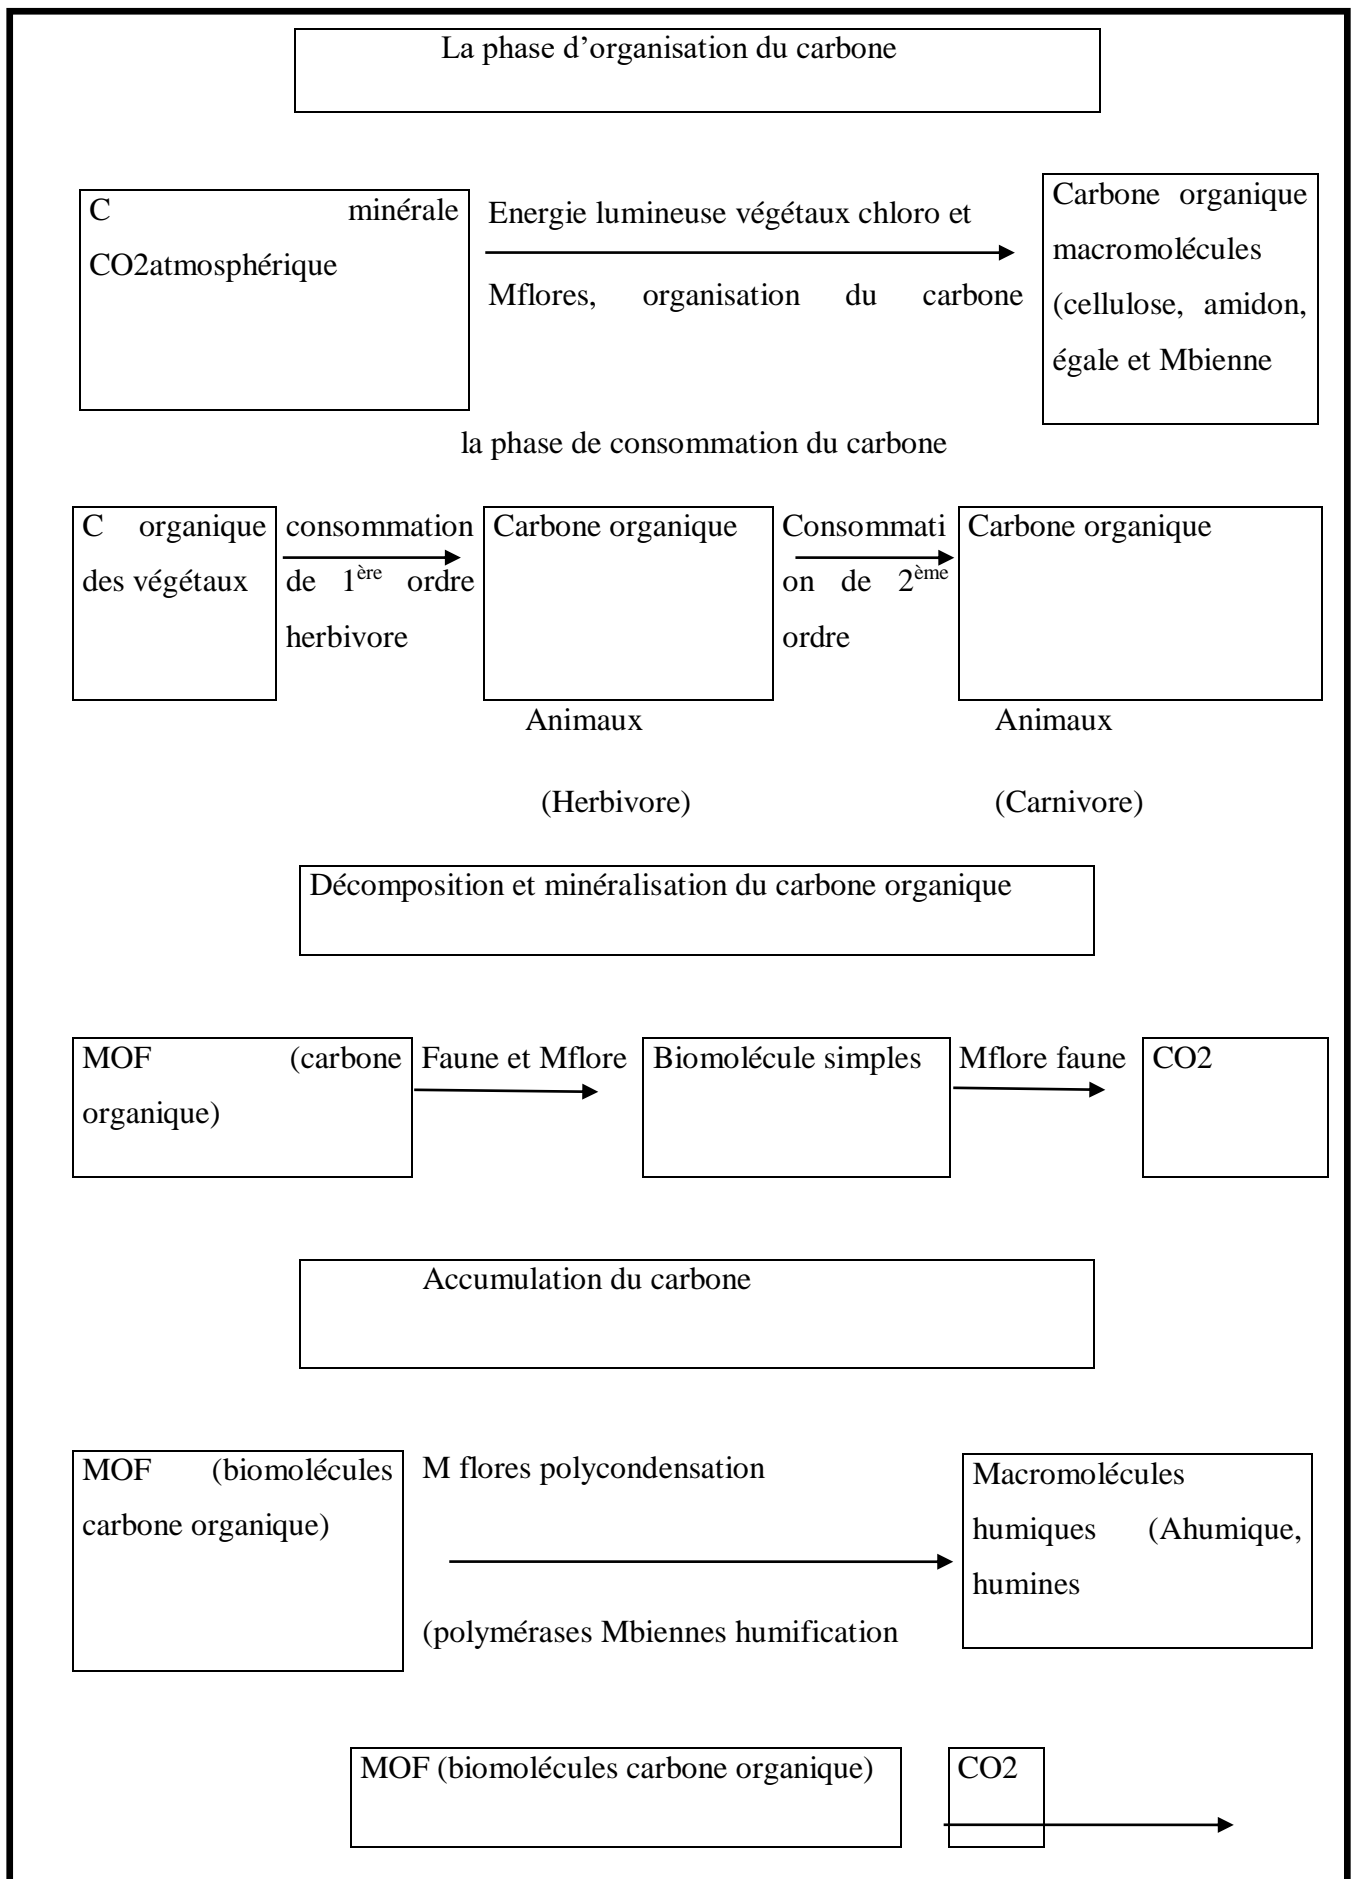 La phase d’organisation du carbone
C minérale
CO2atmosphérique
Energie lumineuse végétaux chloro et
Mflores, organisation du carbone
Carbone organique
macromolécules
(cellulose, amidon,
égale et Mbienne
la phase de consommation du carbone
C organique
des végétaux
consommation
de 1ère ordre
herbivore
Carbone organique
Consommati
on de 2ème
ordre
Carbone organique
Animaux
(Herbivore)
Animaux
(Carnivore)
Décomposition et minéralisation du carbone organique
MOF (carbone
organique)
Faune et Mflore
Biomolécule simples
Mflore faune
CO2
Accumulation du carbone
MOF (biomolécules
carbone organique)
M flores polycondensation
(polymérases Mbiennes humification
Macromolécules
humiques (Ahumique,
humines
MOF (biomolécules carbone organique)
CO2